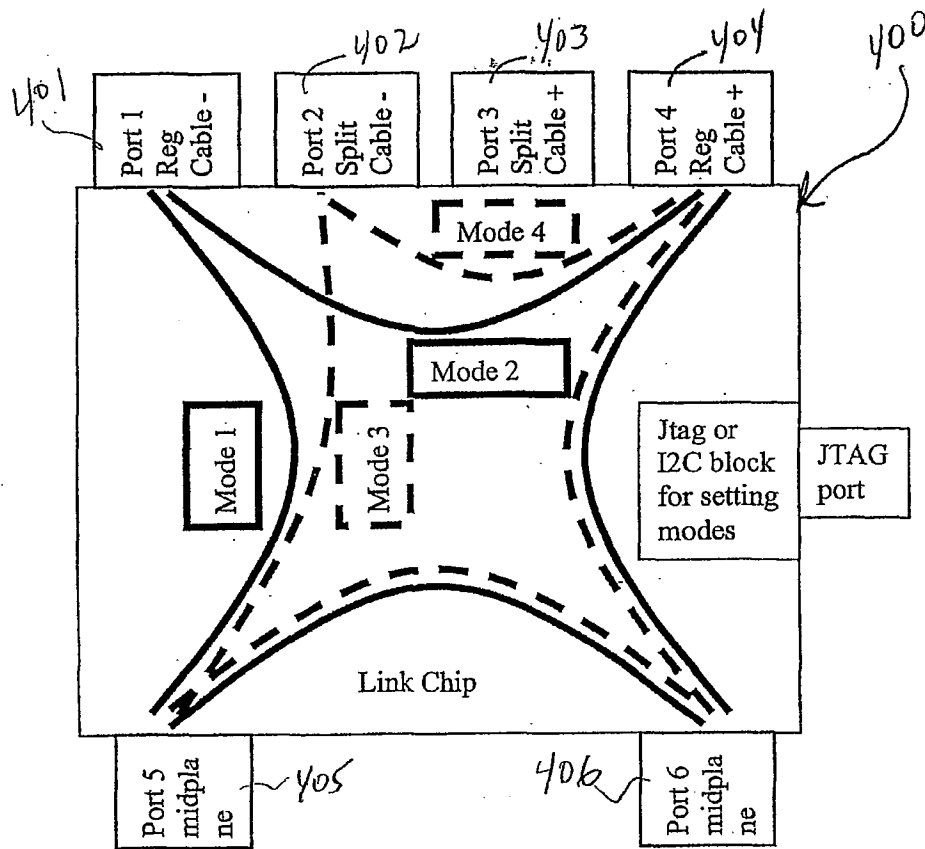 401
402
403
404
400
Port 1
Reg
Cable -
Port 2
Split
Cable -
Port 3
Split
Cable +
Port 4
Reg
Cable +
Mode 4
Mode 2
Mode 1
Mode 3
Jtag or
I2C block
for setting
modes
JTAG
port
Link Chip
Port 5
midpla
ne
405
406
Port 6
midpla
ne